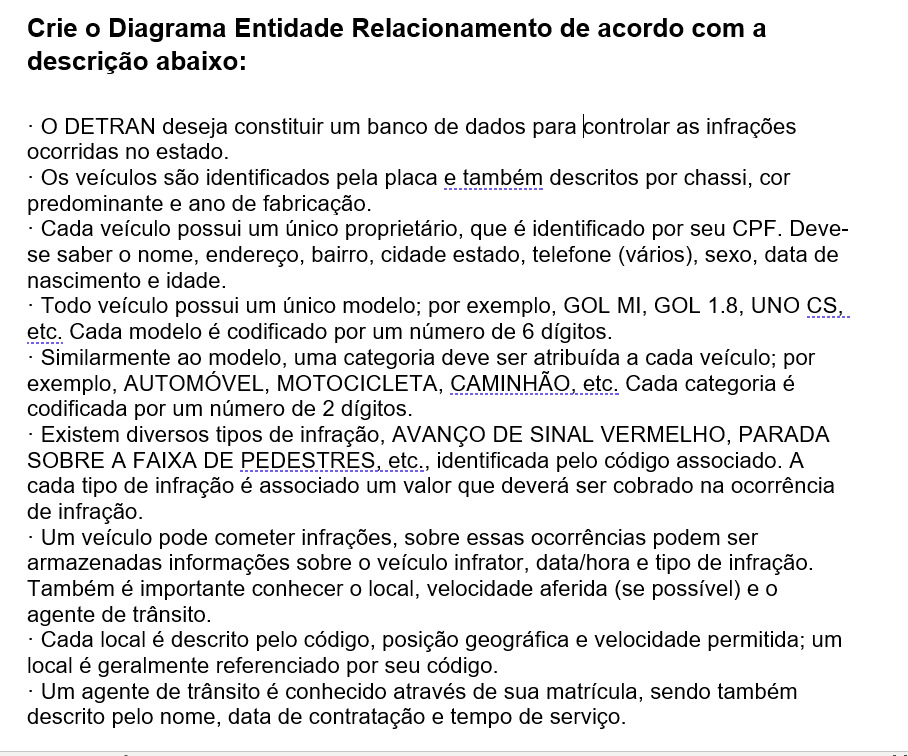 Crie o Diagrama Entidade Relacionamento de acordo com a
descrição abaixo:
· O DETRAN deseja constituir um banco de dados para controlar as infrações
ocorridas no estado.
· Os veículos são identificados pela placa e também descritos por chassi, cor
predominante e ano de fabricação.
· Cada veículo possui um único proprietário, que é identificado por seu CPF. Deve-
se saber o nome, endereço, bairro, cidade estado, telefone (vários), sexo, data de
nascimento e idade.
· Todo veículo possui um único modelo; por exemplo, GOL MI, GOL 1.8, UNO CS,
etc. Cada modelo é codificado por um número de 6 dígitos.
· Similarmente ao modelo, uma categoria deve ser atribuída a cada veículo; por
exemplo, AUTOMÓVEL, MOTOCICLETA, CAMINHÃO, etc. Cada categoria é
codificada por um número de 2 dígitos.
· Existem diversos tipos de infração, AVANÇO DE SINAL VERMELHO, PARADA
SOBRE A FAIXA DE PEDESTRES, etc., identificada pelo código associado. A
cada tipo de infração é associado um valor que deverá ser cobrado na ocorrência
de infração.
· Um veículo pode cometer infrações, sobre essas ocorrências podem ser
armazenadas informações sobre o veículo infrator, data/hora e tipo de infração.
Também é importante conhecer o local, velocidade aferida (se possível) e o
agente de trânsito.
· Cada local é descrito pelo código, posição geográfica e velocidade permitida; um
local é geralmente referenciado por seu código.
· Um agente de trânsito é conhecido através de sua matrícula, sendo também
descrito pelo nome, data de contratação e tempo de serviço.